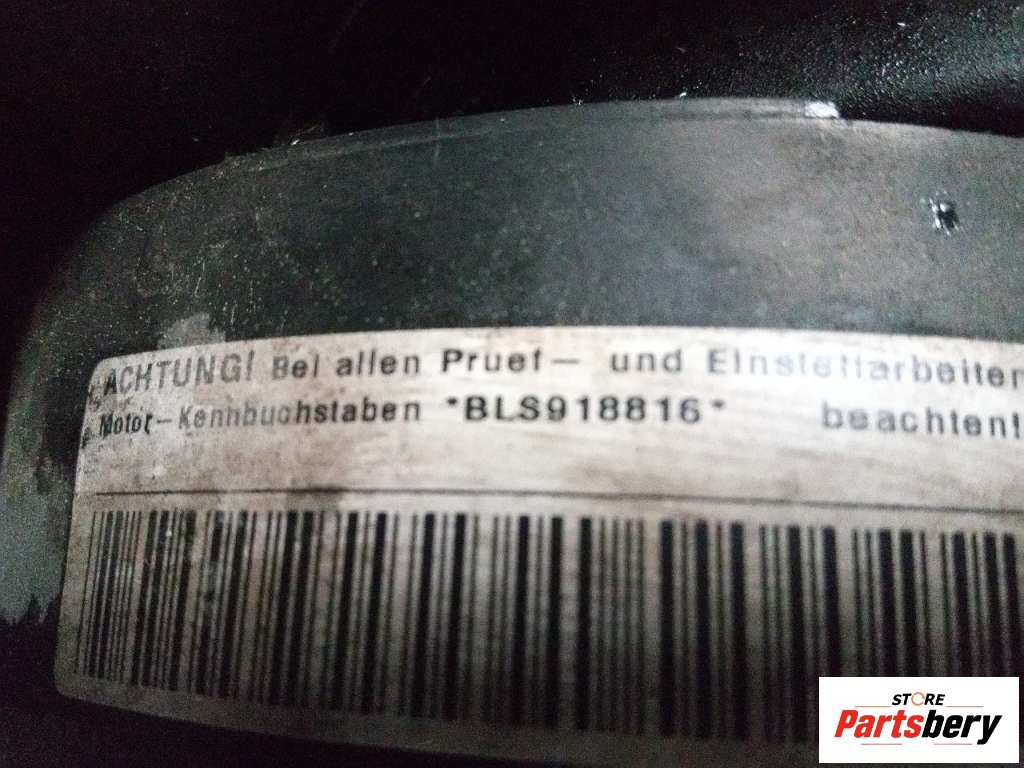 ACHTUNG! Bei allen Pruef- und Einstellarbeiten
Motor-Kennbuchstaben "BLS918816" beachten!
STORE
Partsbery